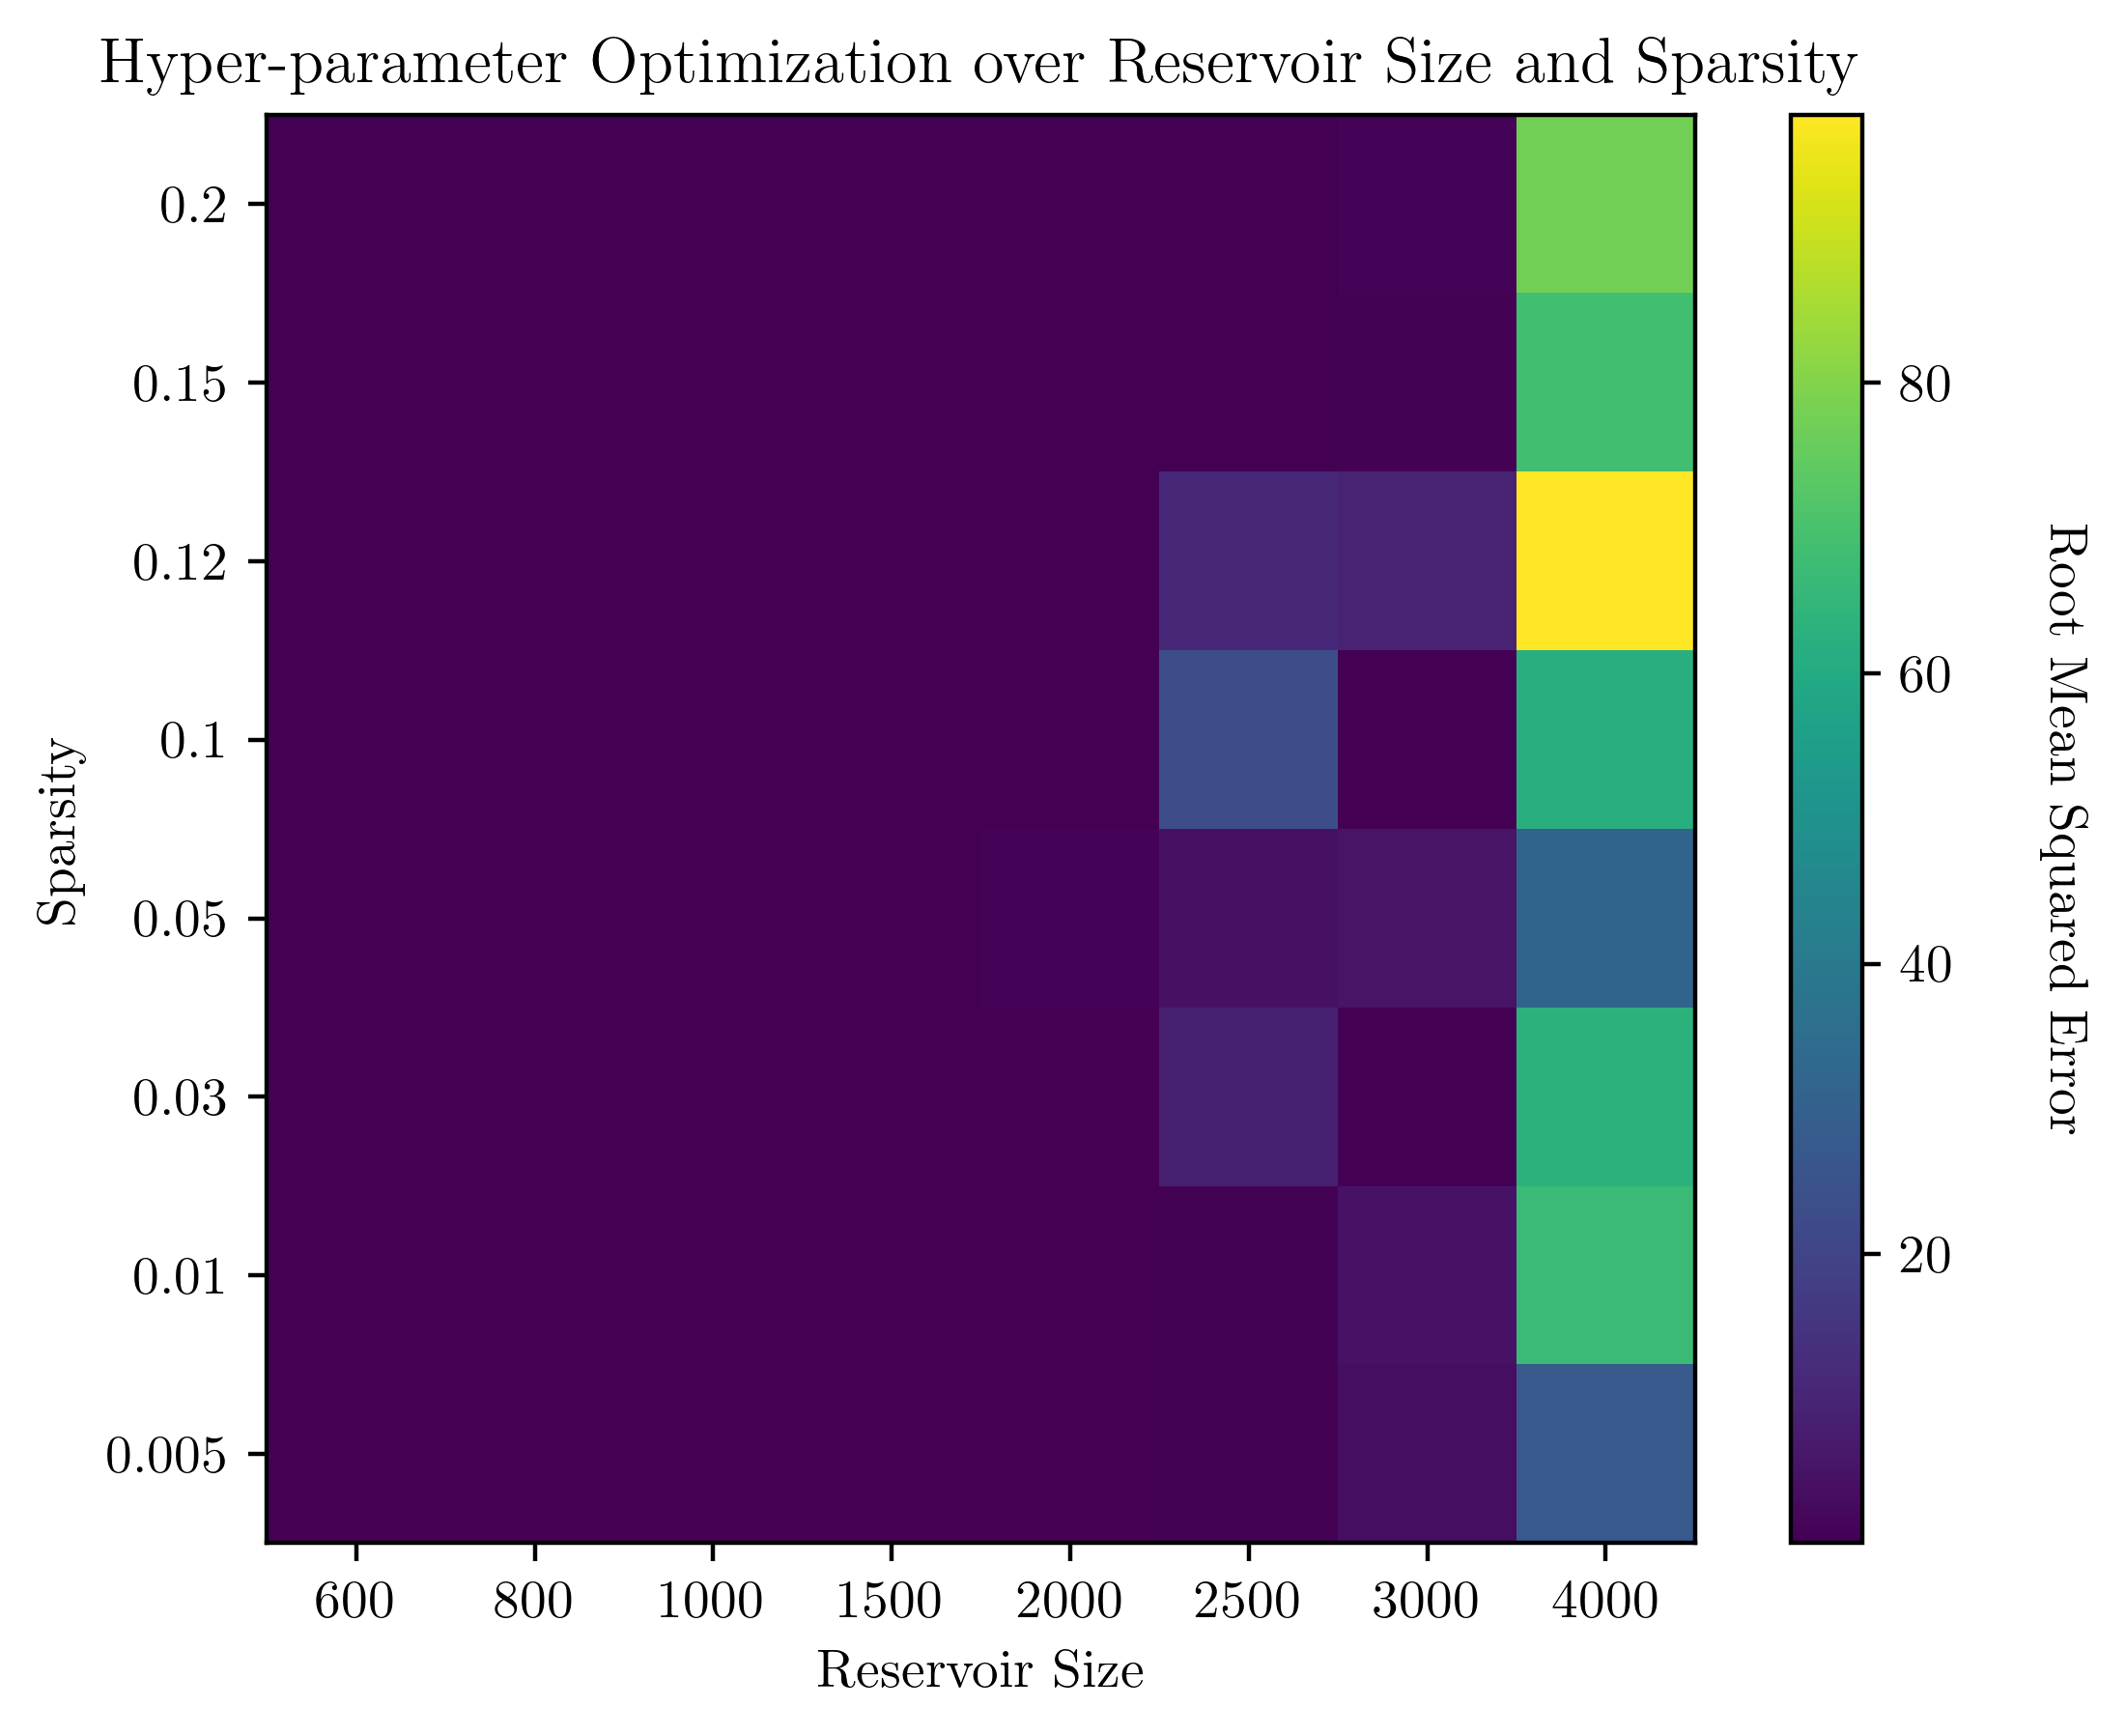 Hyper-parameter Optimization over Reservoir Size and Sparsity
Sparsity
0.2
0.15
0.12
0.1
0.05
0.03
0.01
0.005
600 800 1000 1500 2000 2500 3000 4000
Reservoir Size
80
60
40
20
Root Mean Squared Error